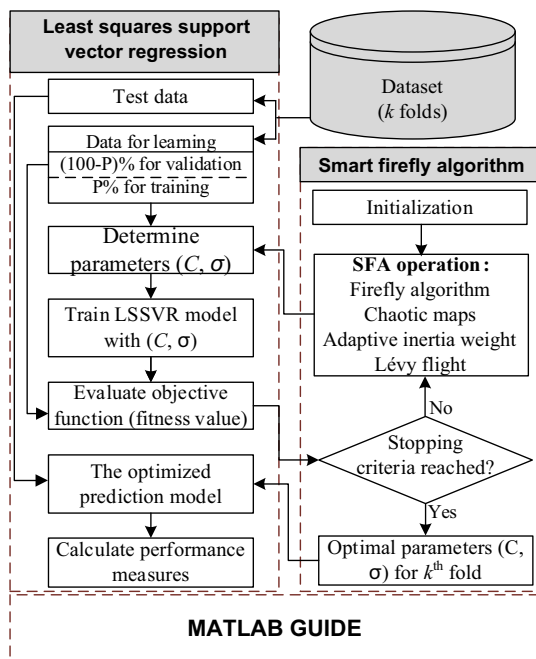 Least squares support
vector regression
Test data
Data for learning
(100-P)% for validation
P% for training
Determine
parameters (C, σ)
Train LSSVR model
with (C, σ)
Evaluate objective
function (fitness value)
The optimized
prediction model
Calculate performance
measures
Dataset
(k folds)
Smart firefly algorithm
Initialization
SFA operation:
Firefly algorithm
Chaotic maps
Adaptive inertia weight
Lévy flight
No
Stopping
criteria reached?
Yes
Optimal parameters (C,
σ) for kth fold
MATLAB GUIDE